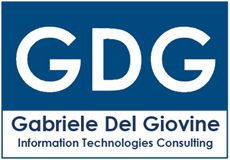 GDG
Gabriele Del Giovine
Information Technologies Consulting